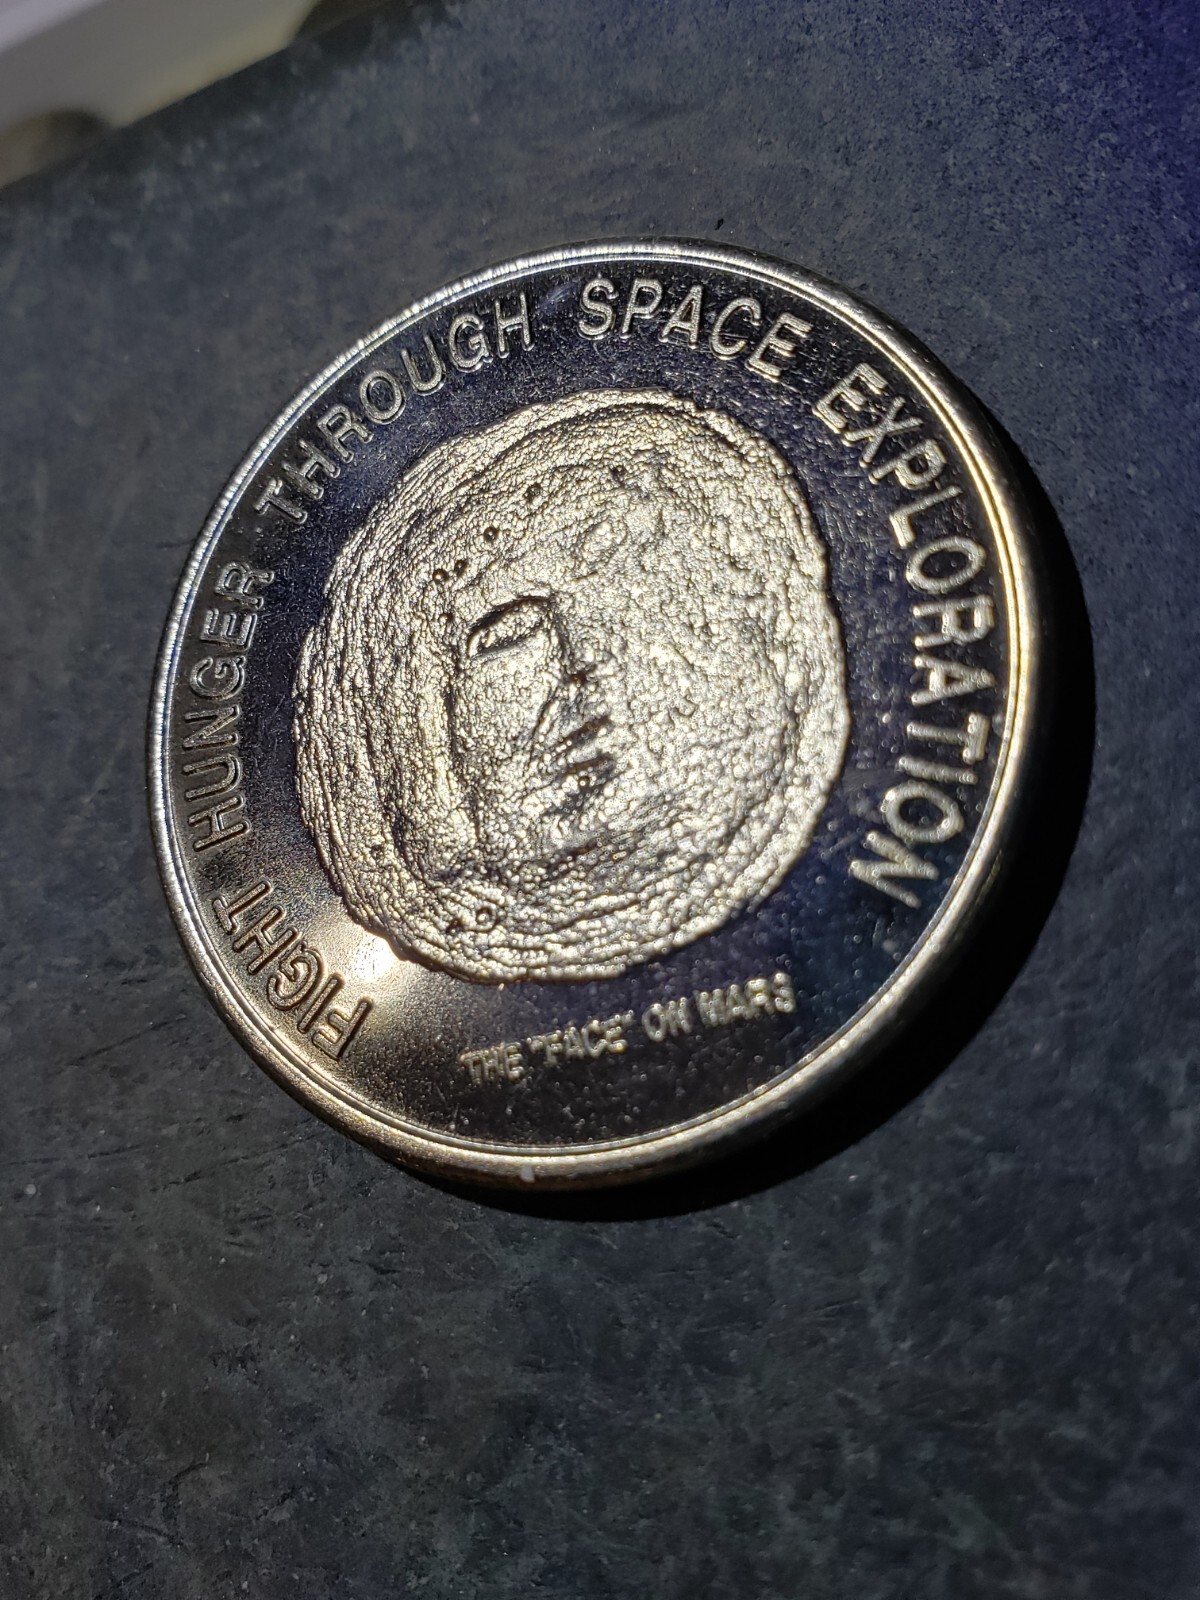 FIGHT HUNGER THROUGH SPACE EXPLORATION
THE "FACE" ON MARS